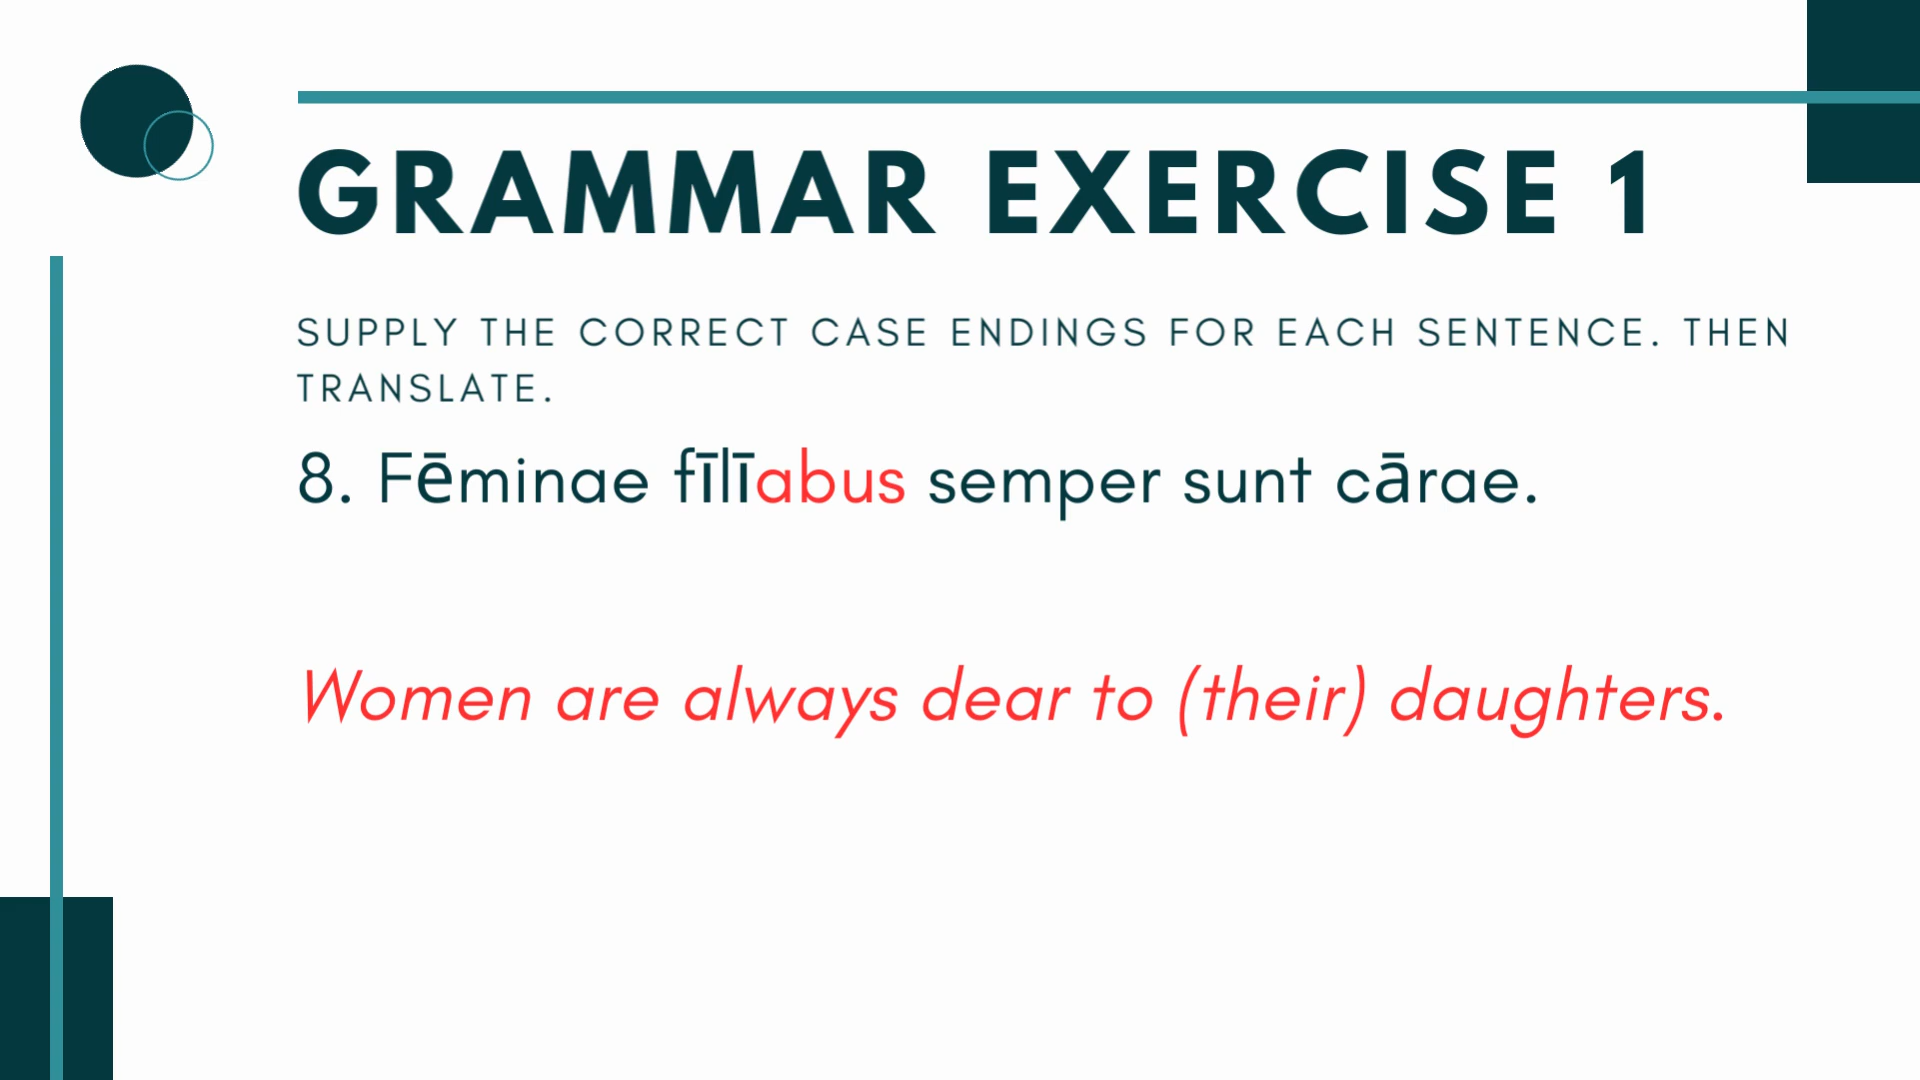 GRAMMAR EXERCISE 1
SUPPLY THE CORRECT CASE ENDINGS FOR EACH SENTENCE. THEN
TRANSLATE.
8. Fēminae fīlīabus semper sunt cārae.
Women are always dear to (their) daughters.